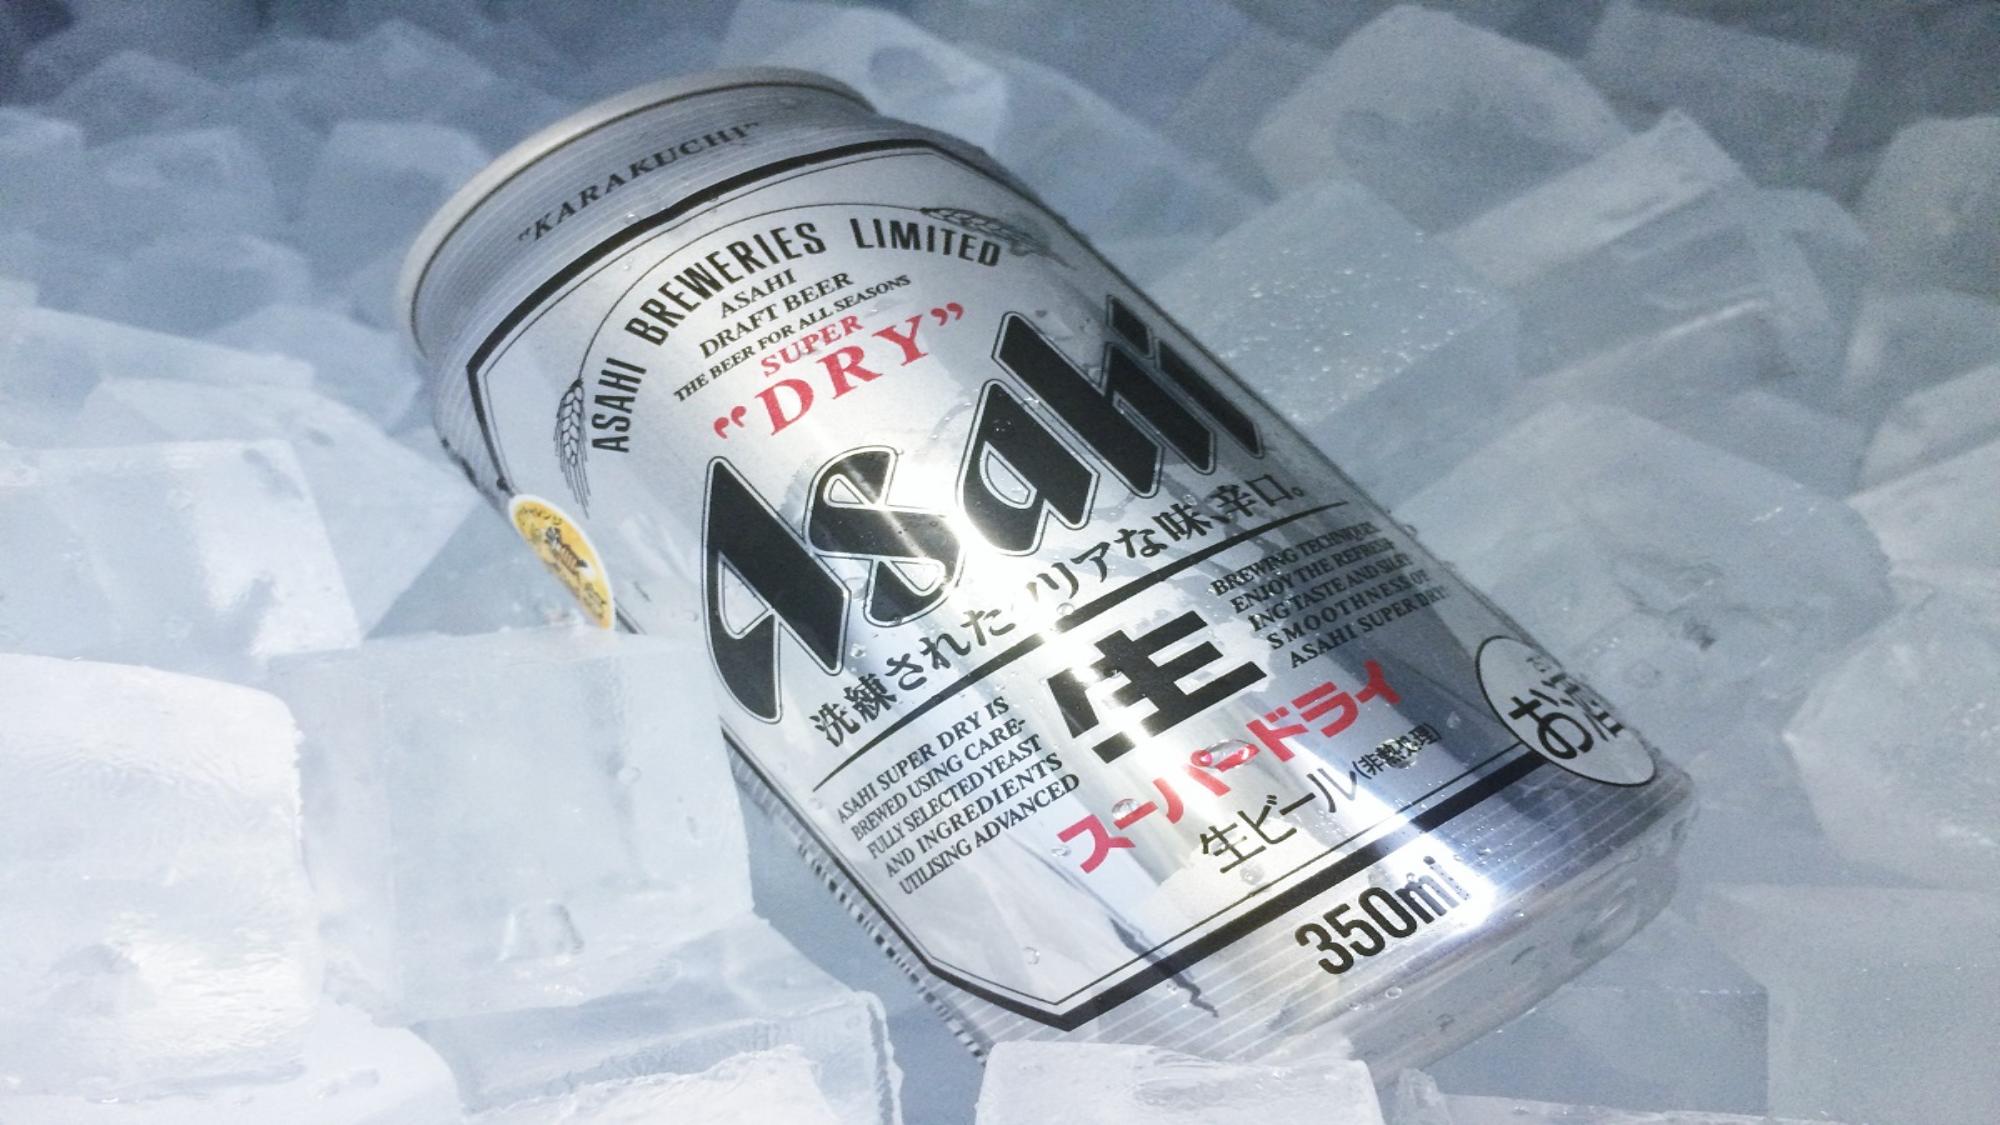 "KARAKUCHI"
ASAHI BREWERIES LIMITED
ASAHI
DRAFT BEER
THE BEER FOR ALL SEASONS
SUPER
"DRY"
Asahi
洗練されたクリアな味、辛口。
ASAHI SUPER DRY IS
BREWED USING CARE-
FULLY SELECTED YEAST
AND INGREDIENTS
UTILISING ADVANCED
生
BREWING TECHNIQUES.
ENJOY THE REFRESH-
ING TASTE AND SILKY
SMOOTHNESS OF
ASAHI SUPER DRY.
スーパードライ
生ビール(非熱処理)
お酒
350ml